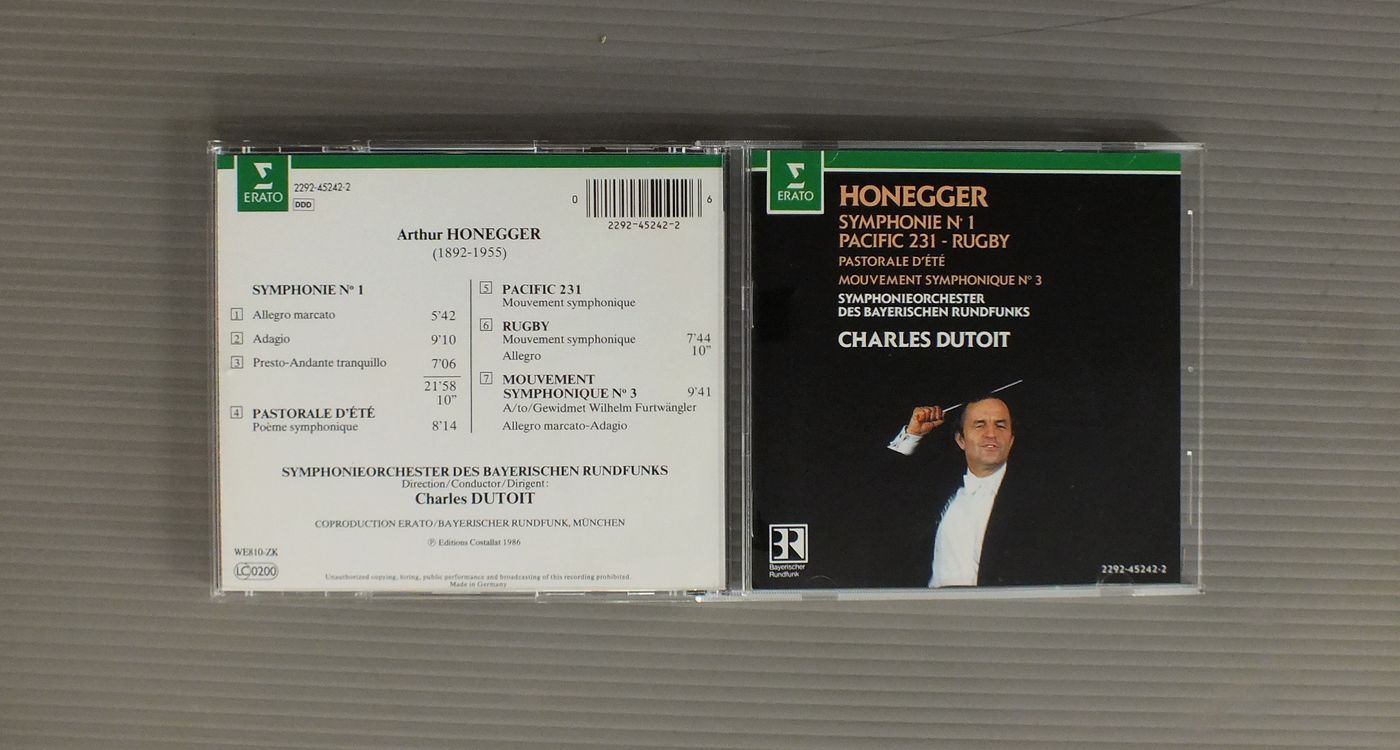 ERATO
2292-45242-2
DDD
0 6
2292-45242-2
Arthur HONEGGER
(1892-1955)
SYMPHONIE Nº 1
1 Allegro marcato 5'42
2 Adagio 9'10
3 Presto-Andante tranquillo 7'06
21'58
10"
4 PASTORALE D'ÉTÉ
Poème symphonique 8'14
5 PACIFIC 231
Mouvement symphonique
6 RUGBY
Mouvement symphonique 7'44
Allegro 10"
7 MOUVEMENT
SYMPHONIQUE Nº 3 9'41
A/to/Gewidmet Wilhelm Furtwängler
Allegro marcato-Adagio
SYMPHONIEORCHESTER DES BAYERISCHEN RUNDFUNKS
Direction/Conductor/Dirigent:
Charles DUTOIT
COPRODUCTION ERATO/BAYERISCHER RUNDFUNK, MÜNCHEN
℗ Editions Costallat 1986
WE810-ZK
LC0200
Unauthorized copying, hiring, public performance and broadcasting of this recording prohibited.
Made in Germany
ERATO
HONEGGER
SYMPHONIE N· 1
PACIFIC 231 - RUGBY
PASTORALE D'ÉTÉ
MOUVEMENT SYMPHONIQUE Nº 3
SYMPHONIEORCHESTER
DES BAYERISCHEN RUNDFUNKS
CHARLES DUTOIT
BR
Bayerischer
Rundfunk
2292-45242-2